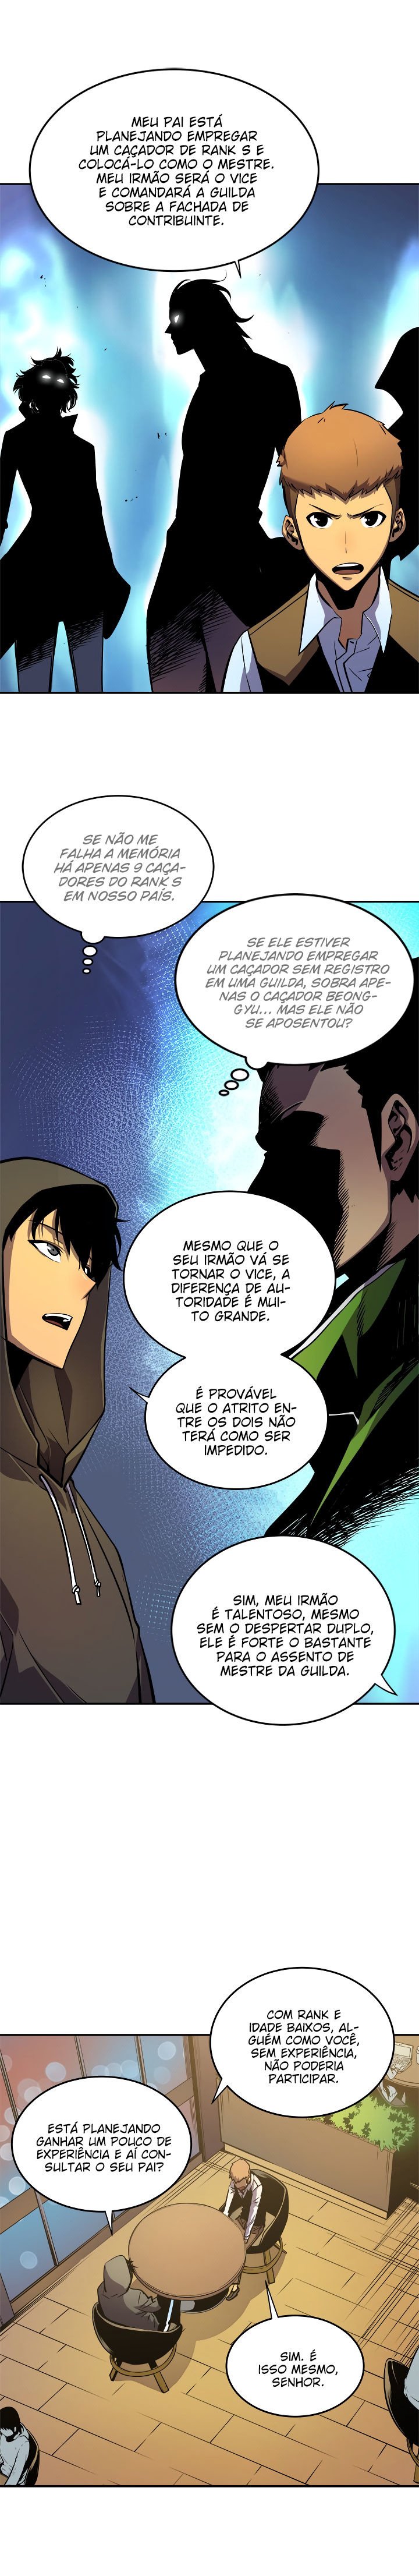 MEU PAI ESTÁ
PLANEJANDO EMPREGAR
UM CAÇADOR DE RANK S E
COLOCÁ-LO COMO O MESTRE.
MEU IRMÃO SERÁ O VICE
E COMANDARÁ A GUILDA
SOBRE A FACHADA DE
CONTRIBUINTE.
SE NÃO ME
FALHA A MEMÓRIA
HÁ APENAS 9 CAÇA-
DORES DO RANK S
EM NOSSO PAÍS.
SE ELE ESTIVER
PLANEJANDO EMPREGAR
UM CAÇADOR SEM REGISTRO
EM UMA GUILDA, SOBRA APE-
NAS O CAÇADOR BEONG-
GYU... MAS ELE NÃO
SE APOSENTOU?
MESMO QUE O
SEU IRMÃO VÁ SE
TORNAR O VICE, A
DIFERENÇA DE AU-
TORIDADE É MUI-
TO GRANDE.
É PROVÁVEL
QUE O ATRITO EN-
TRE OS DOIS NÃO
TERÁ COMO SER
IMPEDIDO.
SIM, MEU IRMÃO
É TALENTOSO, MESMO
SEM O DESPERTAR DUPLO,
ELE É FORTE O BASTANTE
PARA O ASSENTO DE
MESTRE DA GUILDA.
COM RANK E
IDADE BAIXOS, AL-
GUÉM COMO VOCÊ,
SEM EXPERIÊNCIA,
NÃO PODERIA
PARTICIPAR.
ESTÁ PLANEJANDO
GANHAR UM POUCO DE
EXPERIÊNCIA E AÍ CON-
SULTAR O SEU PAI?
SIM. É
ISSO MESMO,
SENHOR.